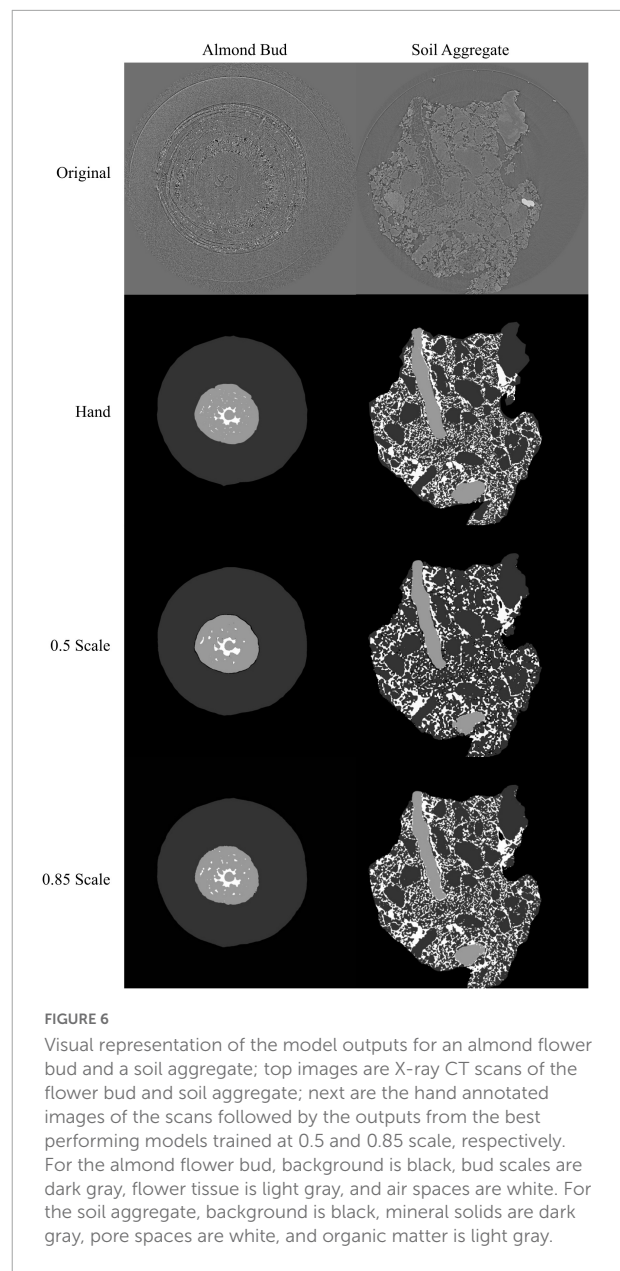 Almond Bud Soil Aggregate
Original
Hand
0.5 Scale
0.85 Scale
FIGURE 6
Visual representation of the model outputs for an almond flower
bud and a soil aggregate; top images are X-ray CT scans of the
flower bud and soil aggregate; next are the hand annotated
images of the scans followed by the outputs from the best
performing models trained at 0.5 and 0.85 scale, respectively.
For the almond flower bud, background is black, bud scales are
dark gray, flower tissue is light gray, and air spaces are white. For
the soil aggregate, background is black, mineral solids are dark
gray, pore spaces are white, and organic matter is light gray.